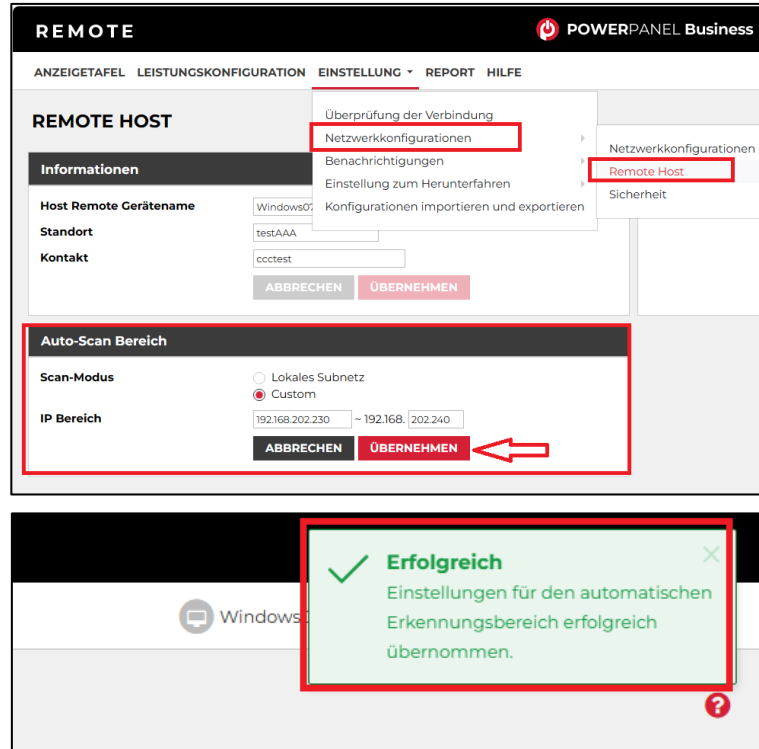 REMOTE
POWERPANEL Business
ANZEIGETAFEL LEISTUNGSKONFIGURATION EINSTELLUNG REPORT HILFE
REMOTE HOST
Überprüfung der Verbindung
Netzwerkkonfigurationen
Benachrichtigungen
Einstellung zum Herunterfahren
Konfigurationen importieren und exportieren
Netzwerkkonfigurationen
Remote Host
Sicherheit
Informationen
Host Remote Gerätename
Windows07
Standort
testAAA
Kontakt
ccctest
ABBRECHEN ÜBERNEHMEN
Auto-Scan Bereich
Scan-Modus
Lokales Subnetz
Custom
IP Bereich
192.168.202.230 ~ 192.168. 202.240
ABBRECHEN ÜBERNEHMEN
Erfolgreich
Einstellungen für den automatischen
Erkennungsbereich erfolgreich
übernommen.
Windows
?